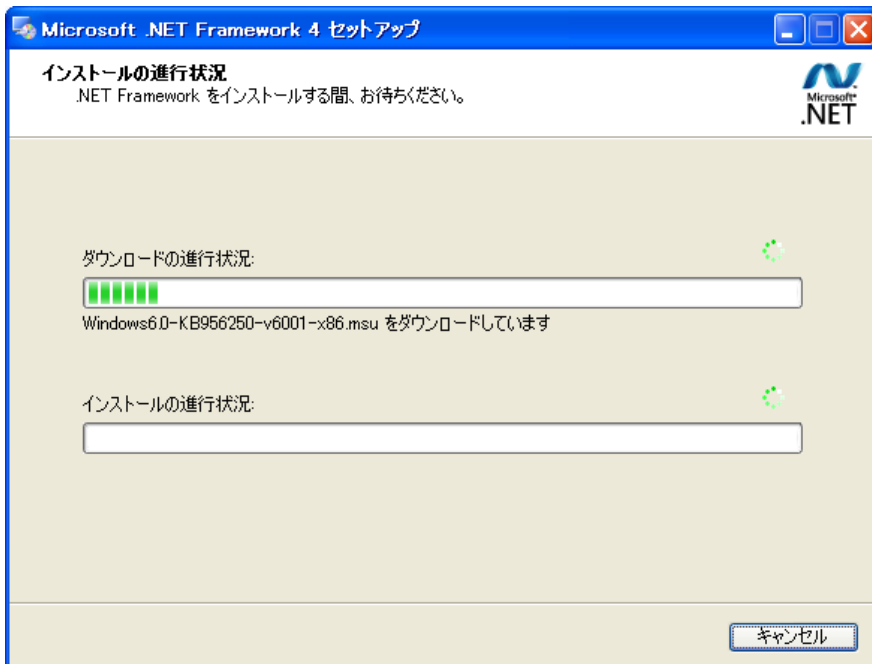 Microsoft .NET Framework 4 セットアップ
インストールの進行状況
.NET Framework をインストールする間、お待ちください。
Microsoft®
.NET
ダウンロードの進行状況:
Windows6.0-KB956250-v6001-x86.msu をダウンロードしています
インストールの進行状況:
キャンセル